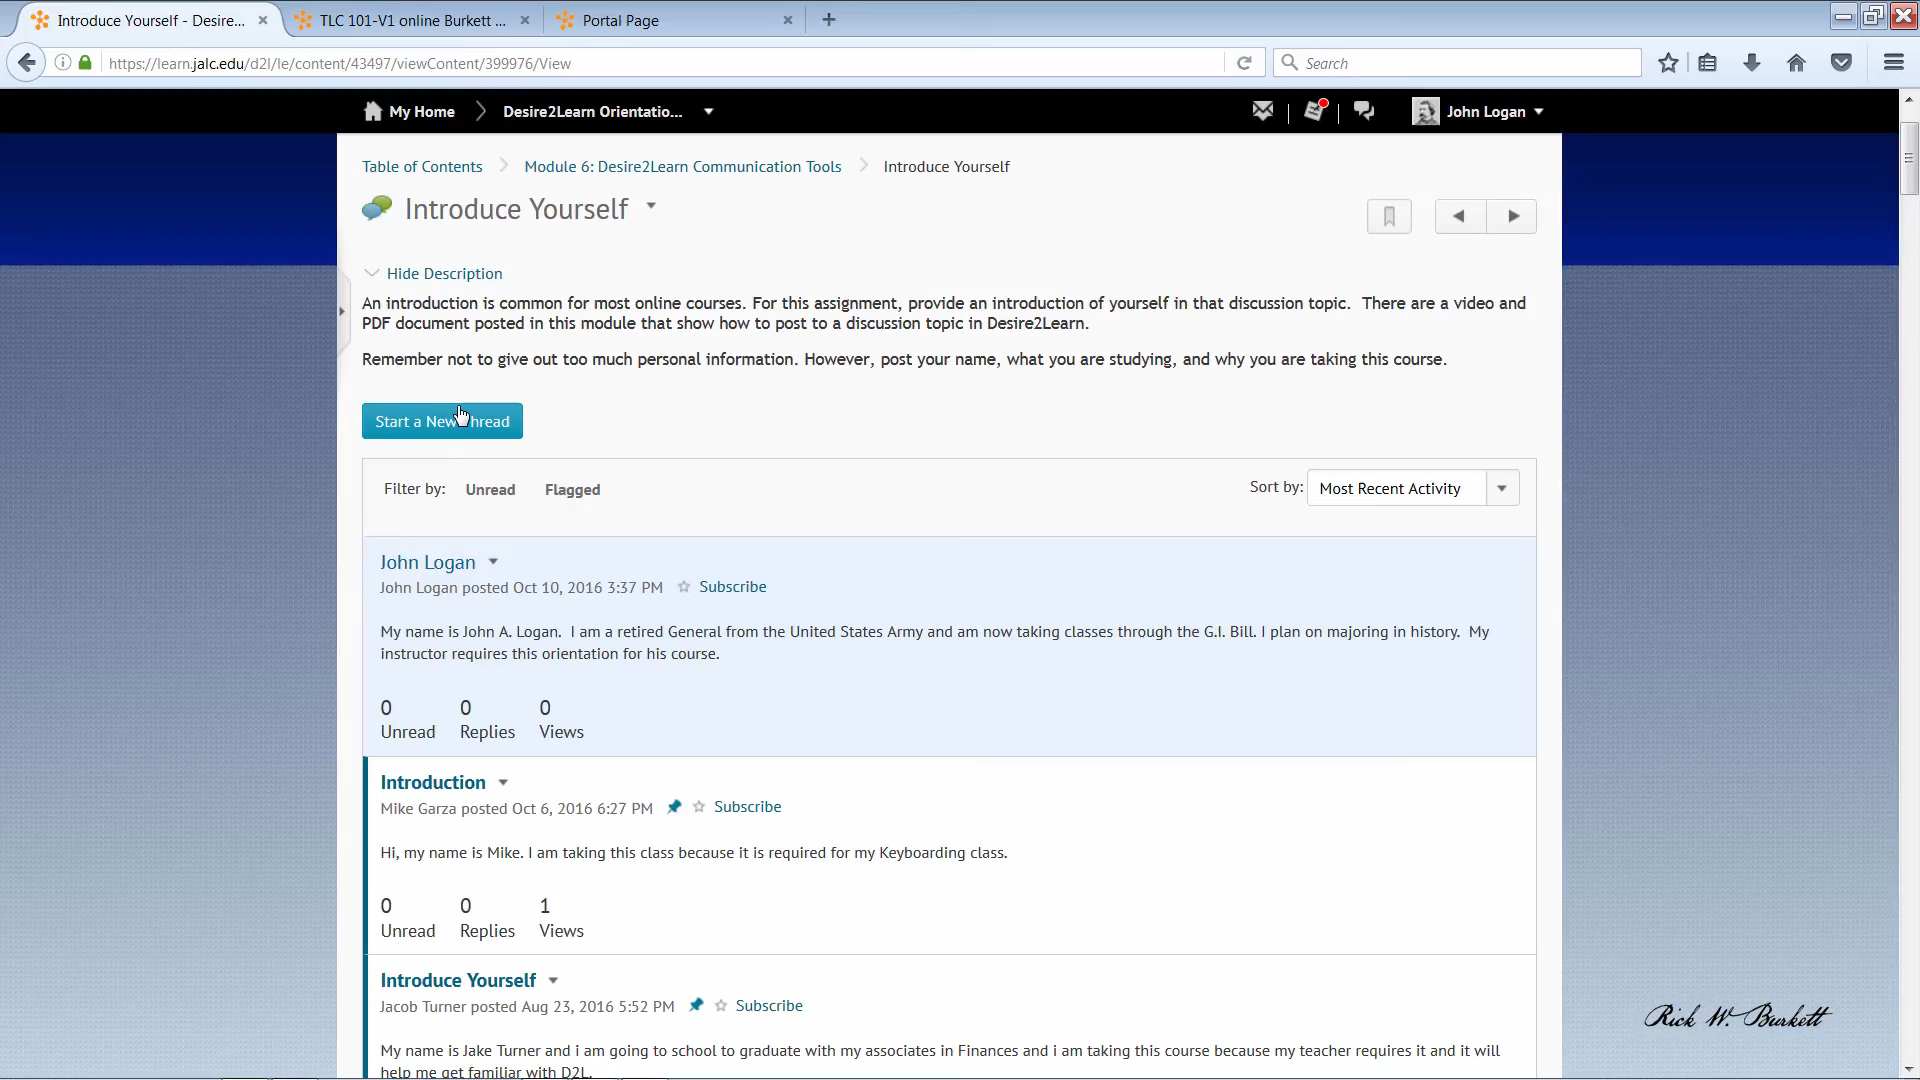 Introduce Yourself - Desire...
TLC 101-V1 online Burkett ...
Portal Page
https://learn.jalc.edu/d2l/le/content/43497/viewContent/399976/View
Search
My Home
Desire2Learn Orientatio...
John Logan
Table of Contents
Module 6: Desire2Learn Communication Tools
Introduce Yourself
Introduce Yourself
Hide Description
An introduction is common for most online courses. For this assignment, provide an introduction of yourself in that discussion topic.  There are a video and
PDF document posted in this module that show how to post to a discussion topic in Desire2Learn.
Remember not to give out too much personal information. However, post your name, what you are studying, and why you are taking this course.
Start a New Thread
Filter by: Unread Flagged
Sort by: Most Recent Activity
John Logan
John Logan posted Oct 10, 2016 3:37 PM Subscribe
My name is John A. Logan.  I am a retired General from the United States Army and am now taking classes through the G.I. Bill. I plan on majoring in history.  My
instructor requires this orientation for his course.
0 0 0
Unread Replies Views
Introduction
Mike Garza posted Oct 6, 2016 6:27 PM Subscribe
Hi, my name is Mike. I am taking this class because it is required for my Keyboarding class.
0 0 1
Unread Replies Views
Introduce Yourself
Jacob Turner posted Aug 23, 2016 5:52 PM Subscribe
My name is Jake Turner and i am going to school to graduate with my associates in Finances and i am taking this course because my teacher requires it and it will
help me get familiar with D2L.
Rick W. Burkett